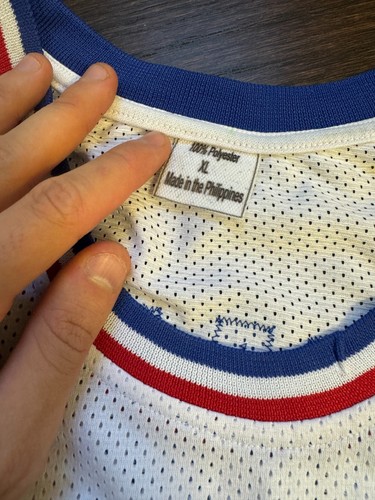 100% Polyester
XL
Made in the Philippines